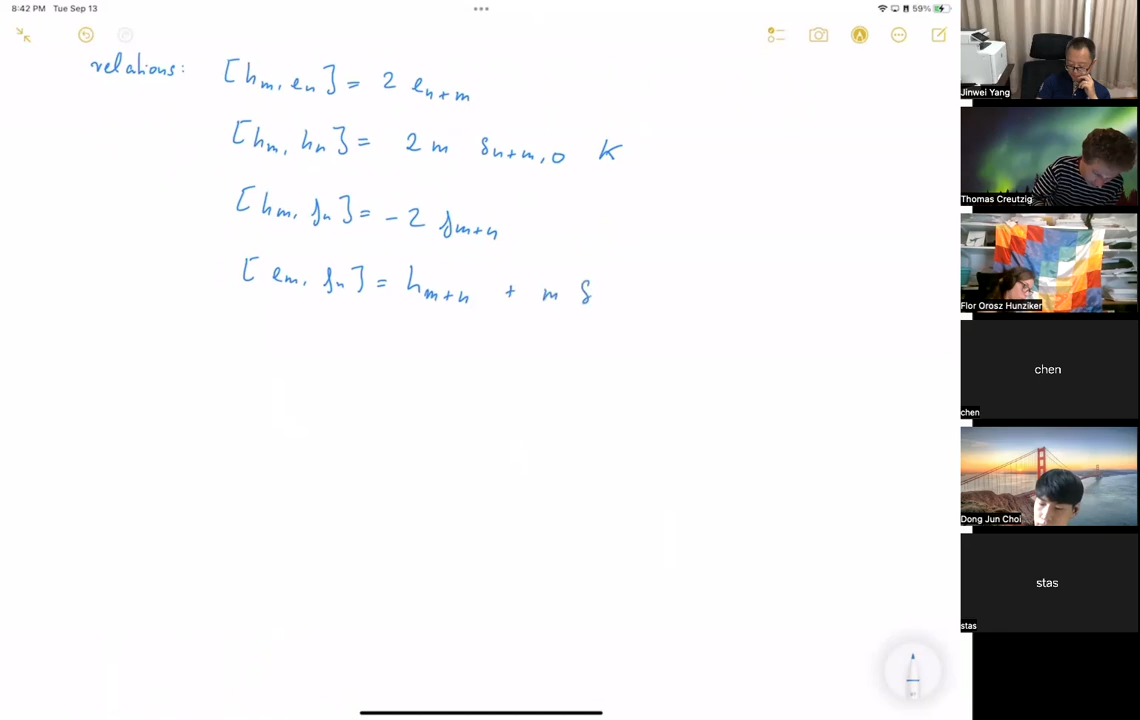 8:42 PM Tue Sep 13
59%
relations: [hm, en] = 2 en+m
[hm, hn] = 2 m δn+m,0 K
[hm, fn] = - 2 fm+n
[em, fn] = hm+n + m δ
Jinwei Yang
Thomas Creutzig
Flor Orosz Hunziker
chen
chen
Dong Jun Choi
stas
stas